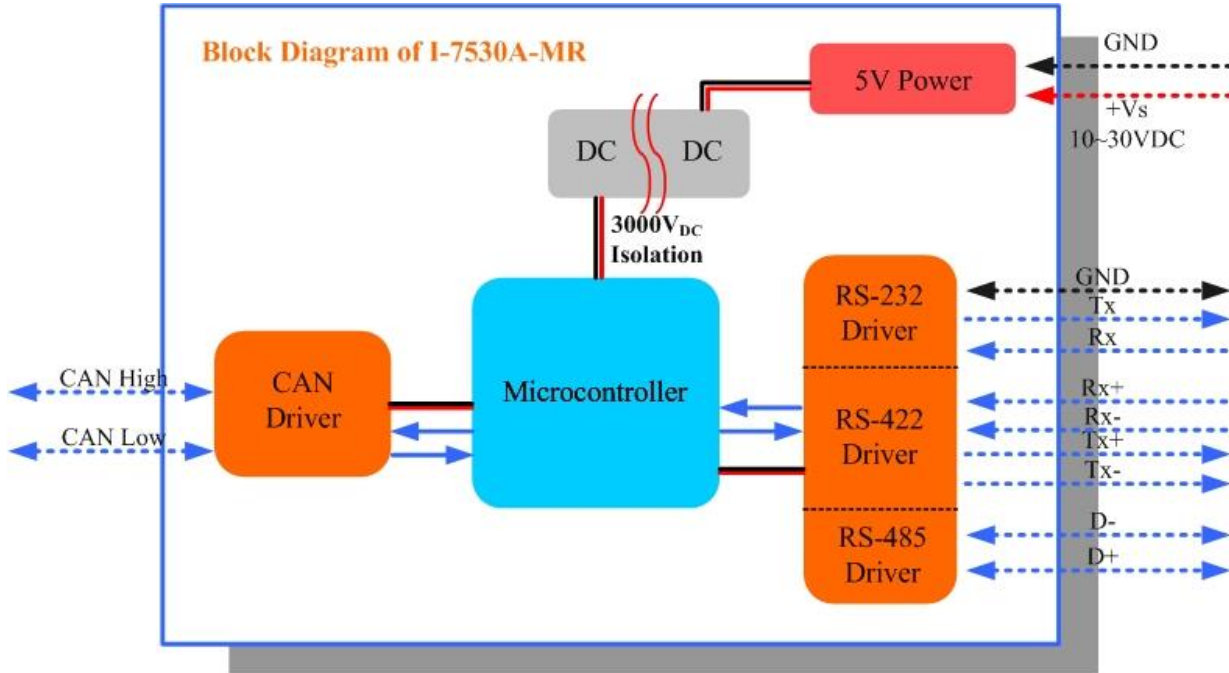 Block Diagram of I-7530A-MR
GND
5V Power
+Vs
10~30VDC
DC
DC
3000VDC
Isolation
RS-232
Driver
GND
Tx
Rx
CAN High
CAN Low
CAN
Driver
Microcontroller
RS-422
Driver
Rx+
Rx-
Tx+
Tx-
RS-485
Driver
D-
D+